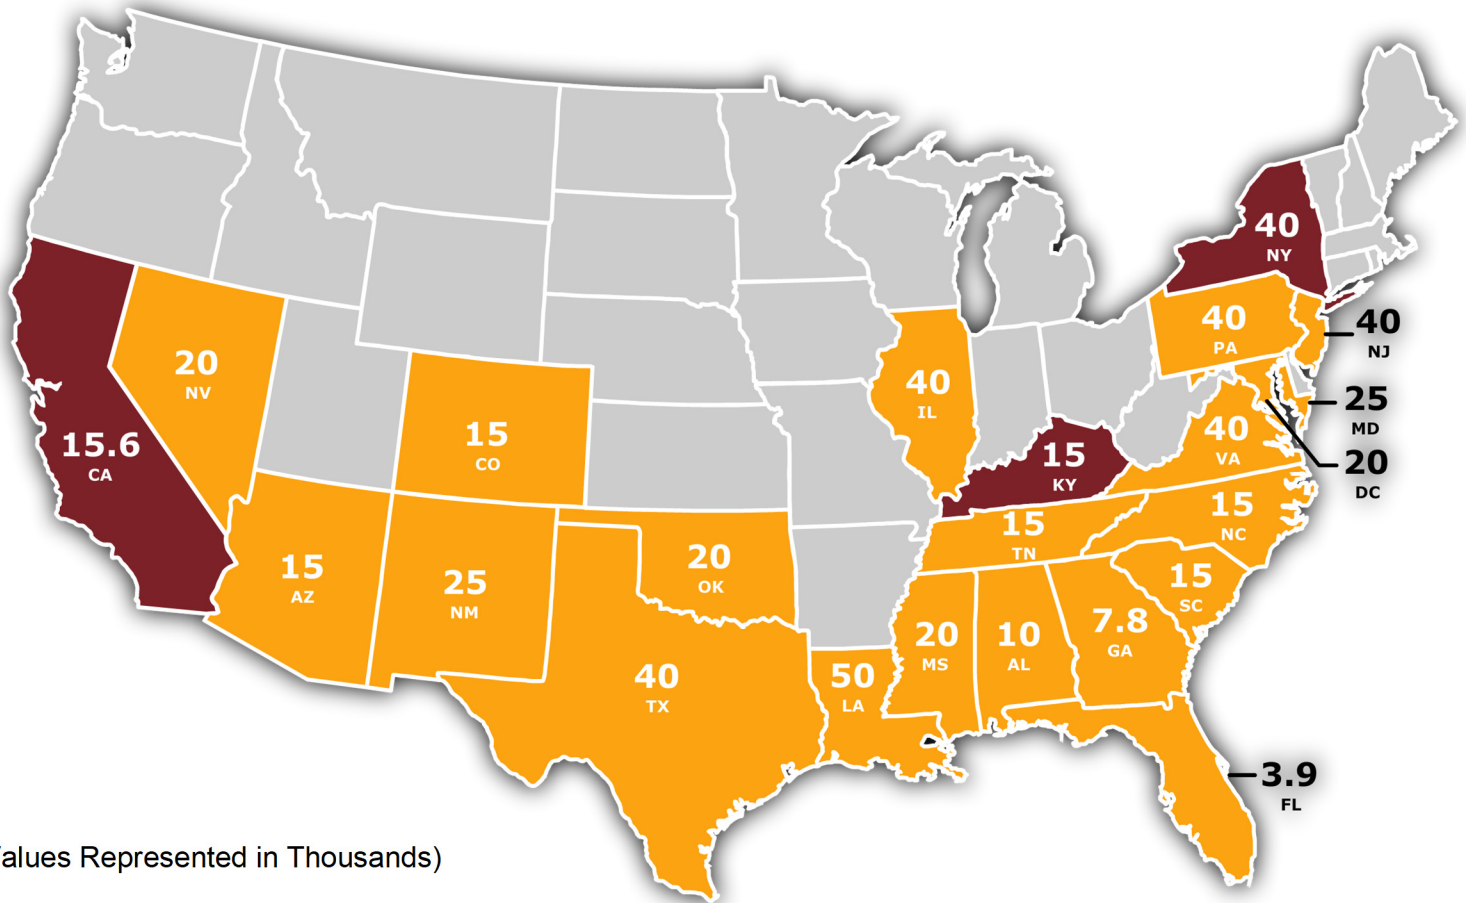 40
NY
40
PA
40
NJ
20
NV
40
IL
25
MD
15.6
CA
15
CO
40
VA
15
KY
20
DC
15
NC
15
TN
15
AZ
25
NM
20
OK
15
SC
20
MS
10
AL
7.8
GA
40
TX
50
LA
3.9
FL
alues Represented in Thousands)